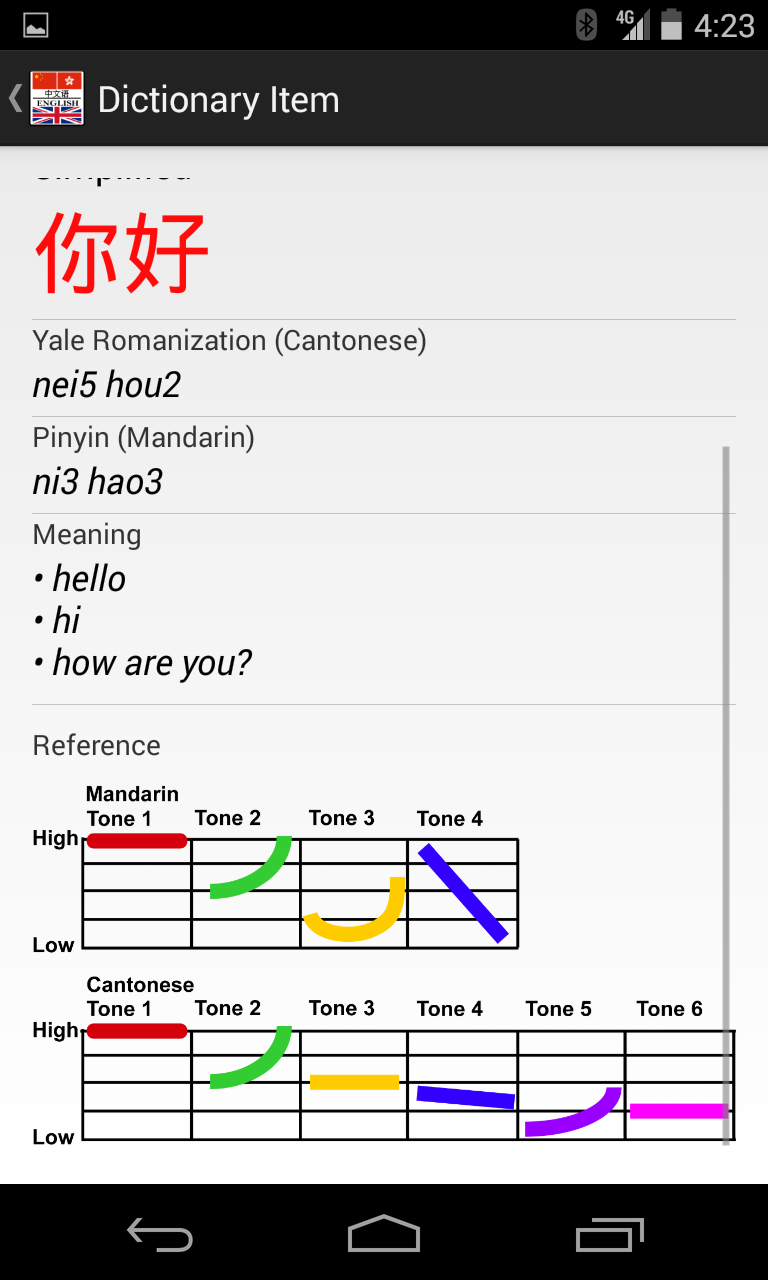 4G 4:23
中文语
ENGLISH
Dictionary Item
Simplified
你好
Yale Romanization (Cantonese)
nei5 hou2
Pinyin (Mandarin)
ni3 hao3
Meaning
• hello
• hi
• how are you?
Reference
Mandarin
Tone 1 Tone 2 Tone 3 Tone 4
High
Low
Cantonese
Tone 1 Tone 2 Tone 3 Tone 4 Tone 5 Tone 6
High
Low